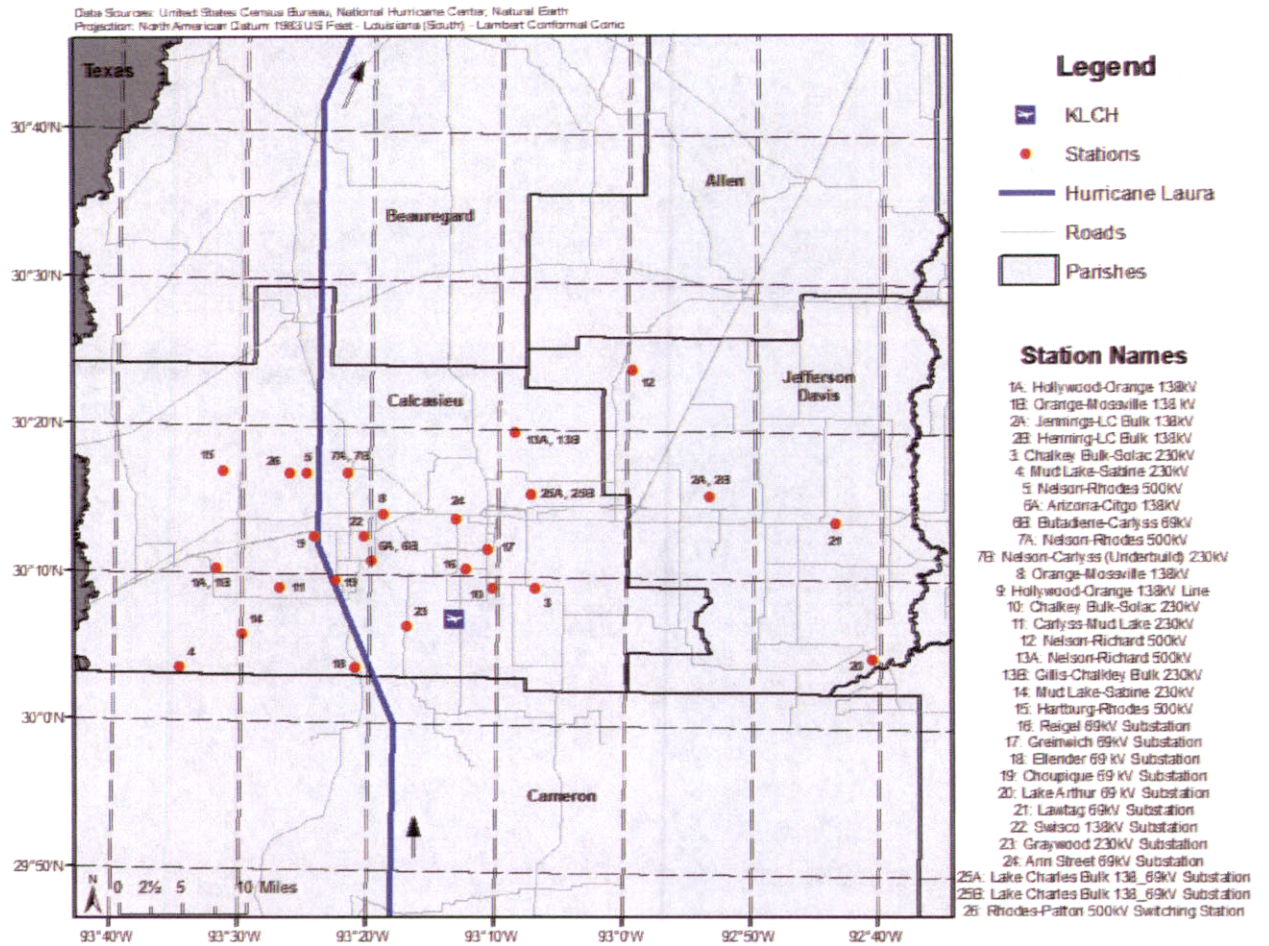 Data Sources: United States Census Bureau, National Hurricane Center, Natural Earth
Projection: North American Datum 1983 US Feet - Louisiana (South) - Lambert Conformal Conic
Texas
30°40'N
30°30'N
30°20'N
30°10'N
30°0'N
29°50'N
Allen
Beauregard
Calcasieu
Jefferson
Davis
Cameron
12
13A, 13B
15
26
5
7A, 7B
25A, 25B
2A, 2B
8
24
22
21
9
6A, 6B
17
16
1A, 1B
11
19
10
3
14
23
4
18
20
N
0 2½ 5 10 Miles
93°40'W
93°30'W
93°20'W
93°10'W
93°0'W
92°50'W
92°40'W
Legend
KLCH
Stations
Hurricane Laura
Roads
Parishes
Station Names
1A: Hollywood-Orange 138kV
1B: Orange-Mossville 138 kV
2A: Jennings-LC Bulk 138kV
2B: Henning-LC Bulk 138kV
3: Chalkey Bulk-Solac 230kV
4: Mud Lake-Sabine 230kV
5: Nelson-Rhodes 500kV
6A: Arizona-Citgo 138kV
6B: Butadiene-Carlyss 69kV
7A: Nelson-Rhodes 500kV
7B: Nelson-Carlyss (Underbuild) 230kV
8: Orange-Mossville 138kV
9: Hollywood-Orange 138kV Line
10: Chalkey Bulk-Solac 230kV
11: Carlyss-Mud Lake 230kV
12: Nelson-Richard 500kV
13A: Nelson-Richard 500kV
13B: Gillis-Chalkley Bulk 230kV
14: Mud Lake-Sabine 230kV
15: Hartburg-Rhodes 500kV
16: Reigel 69kV Substation
17: Greinwich 69kV Substation
18: Ellender 69 kV Substation
19: Choupique 69 kV Substation
20: Lake Arthur 69 kV Substation
21: Lawtag 69kV Substation
22: Swisco 138kV Substation
23: Graywood 230kV Substation
24: Ann Street 69kV Substation
25A: Lake Charles Bulk 138_69kV Substation
25B: Lake Charles Bulk 138_69kV Substation
26: Rhodes-Patton 500kV Switching Station